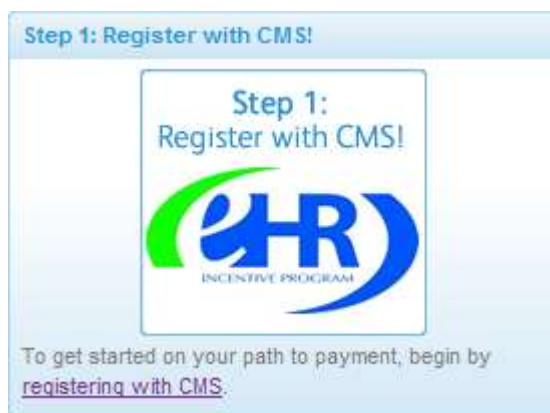 Step 1: Register with CMS!
Step 1:
Register with CMS!
eHR
INCENTIVE PROGRAM
To get started on your path to payment, begin by
registering with CMS.